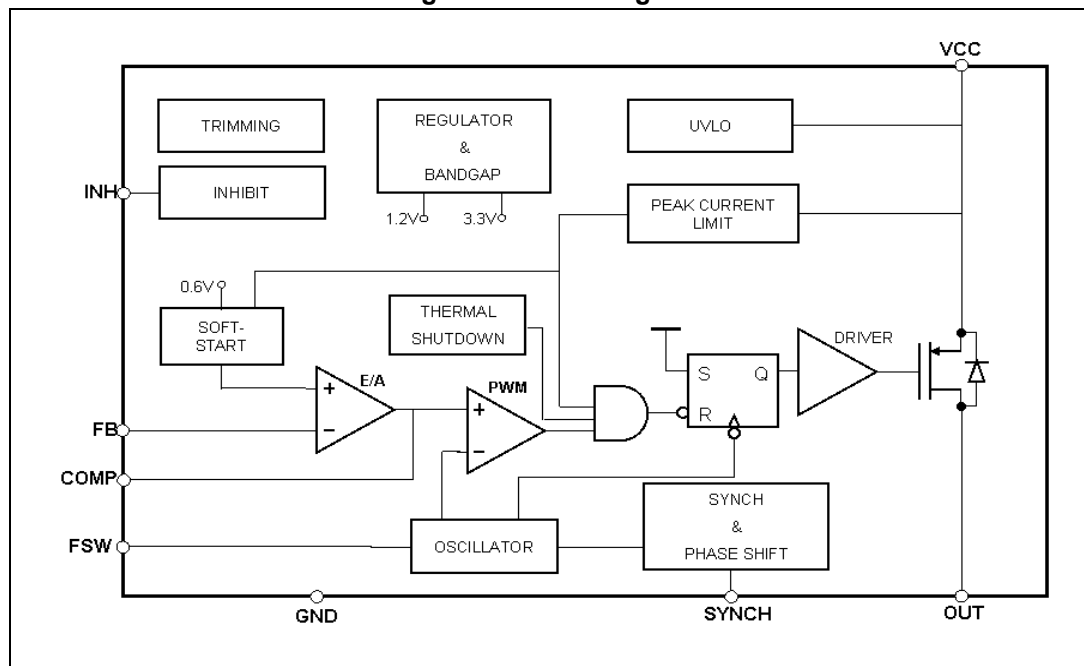 VCC
TRIMMING
REGULATOR
&
BANDGAP
UVLO
INH
INHIBIT
1.2V
3.3V
PEAK CURRENT
LIMIT
0.6V
SOFT-
START
THERMAL
SHUTDOWN
DRIVER
E/A
PWM
+
−
+
−
S
Q
R
FB
COMP
FSW
OSCILLATOR
SYNCH
&
PHASE SHIFT
GND
SYNCH
OUT